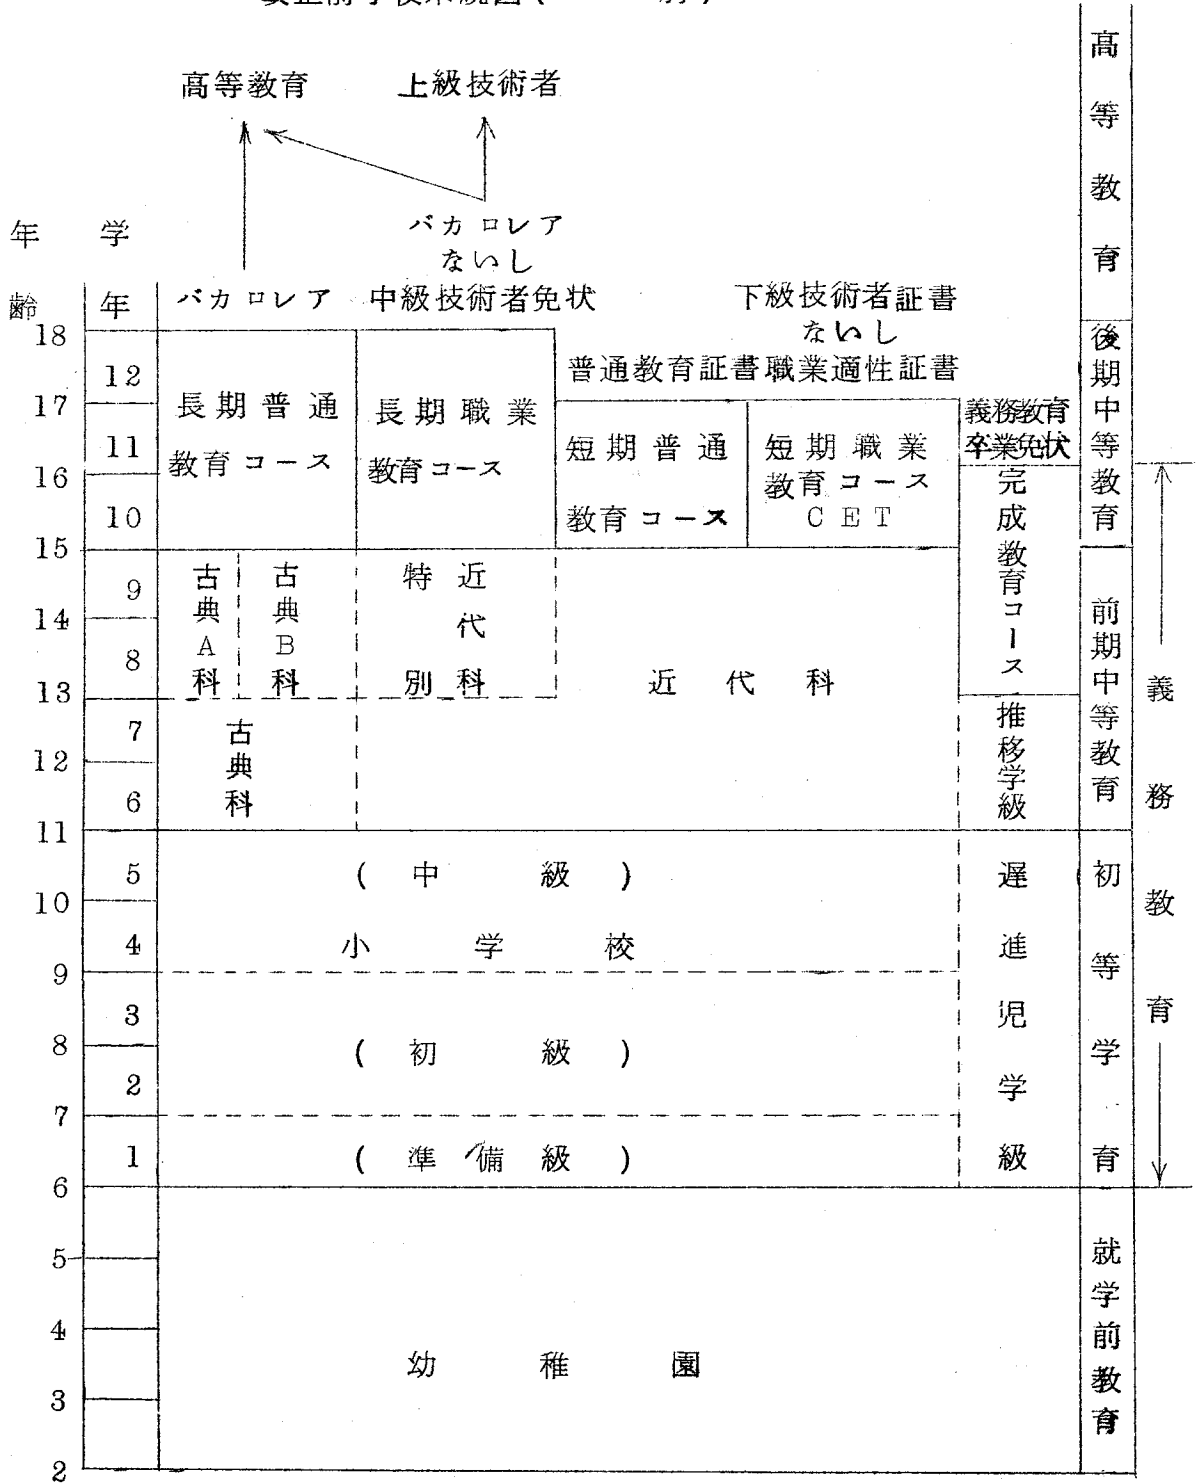 高等教育 上級技術者
バカロレア
ないし
年齢 学年 バカロレア 中級技術者免状 下級技術者証書
ないし
普通教育証書 職業適性証書
義務教育
卒業免状
18
12
17
11
16
10
15
9
14
8
13
7
12
6
11
5
10
4
9
3
8
2
7
1
6
5
4
3
2
長期普通
教育コース
長期職業
教育コース
短期普通
教育コース
短期職業
教育コース
CET
完成教育コース
古典A科
古典B科
特別
近代科
近代科
古典科
推移学級
(中級)
小学校
(初級)
(準備級)
遅進児学級
幼稚園
高等教育
後期中等教育
前期中等教育
初等学育
就学前教育
義務教育